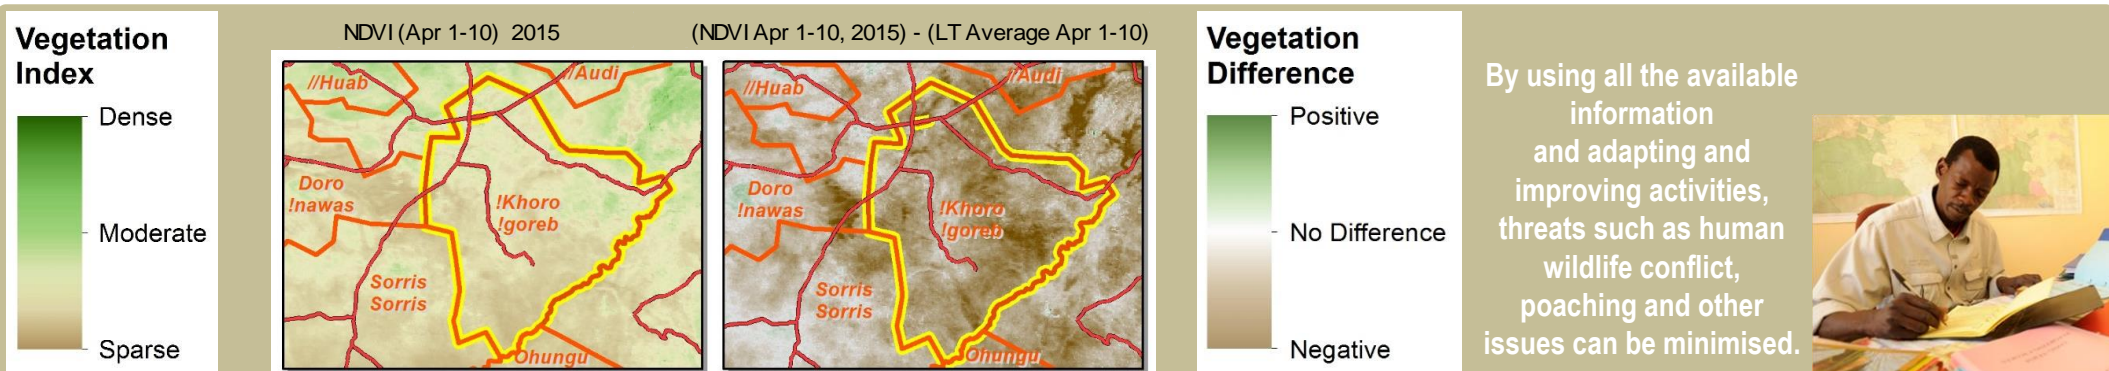 Vegetation
Index
Dense
Moderate
Sparse
NDVI (Apr 1-10) 2015
//Huab
//Audi
Doro
!nawas
!Khoro
!goreb
Sorris
Sorris
Ohungu
(NDVI Apr 1-10, 2015) - (LT Average Apr 1-10)
//Huab
//Audi
Doro
!nawas
!Khoro
!goreb
Sorris
Sorris
Ohungu
Vegetation
Difference
Positive
No Difference
Negative
By using all the available
information
and adapting and
improving activities,
threats such as human
wildlife conflict,
poaching and other
issues can be minimised.